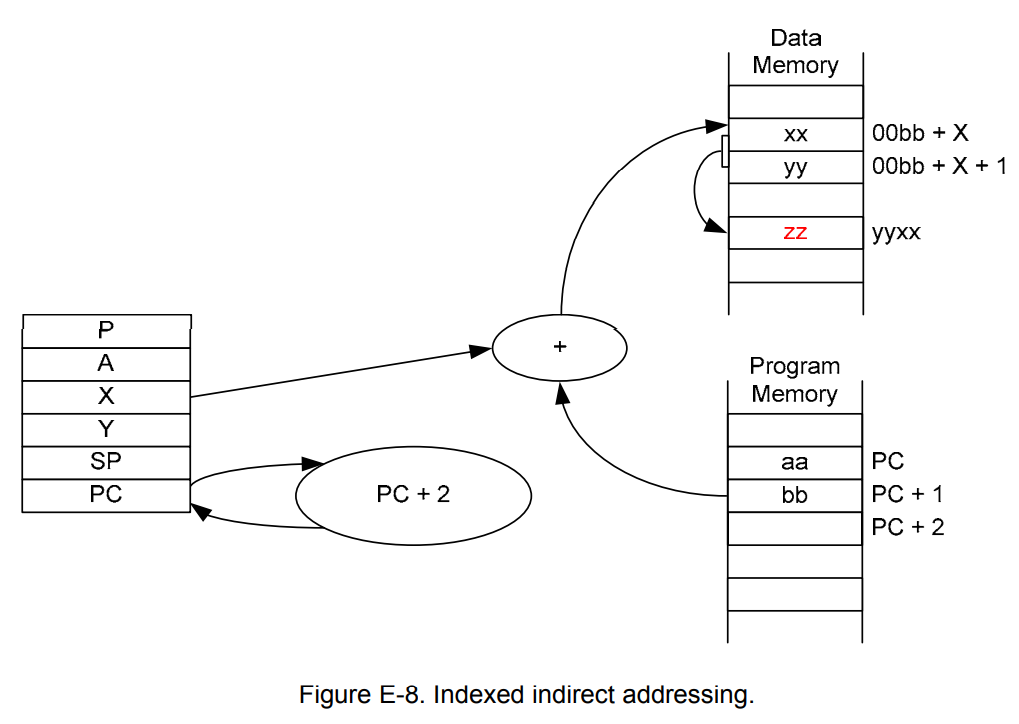 Data
Memory
xx 00bb + X
yy 00bb + X + 1
zz yyxx
P
A
X
Y
SP
PC
+
PC + 2
Program
Memory
aa PC
bb PC + 1
PC + 2
Figure E-8. Indexed indirect addressing.